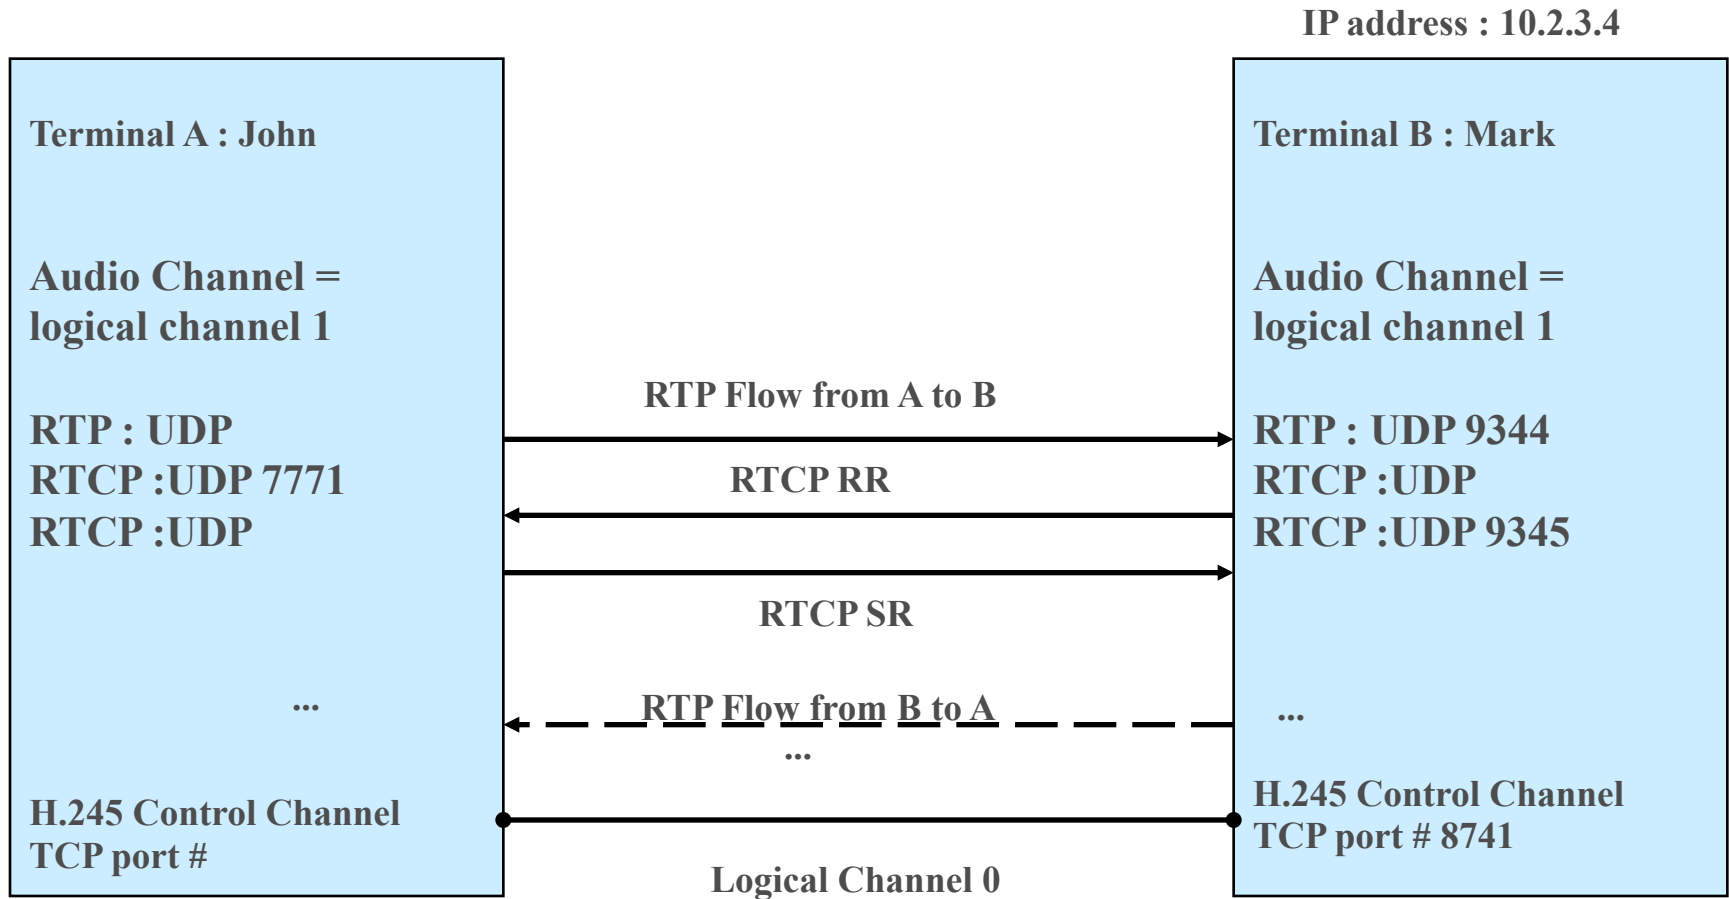 IP address : 10.2.3.4
Terminal A : John
Audio Channel =
logical channel 1
RTP : UDP
RTCP :UDP 7771
RTCP :UDP
...
H.245 Control Channel
TCP port #
RTP Flow from A to B
RTCP RR
RTCP SR
RTP Flow from B to A
...
Logical Channel 0
Terminal B : Mark
Audio Channel =
logical channel 1
RTP : UDP 9344
RTCP :UDP
RTCP :UDP 9345
...
H.245 Control Channel
TCP port # 8741